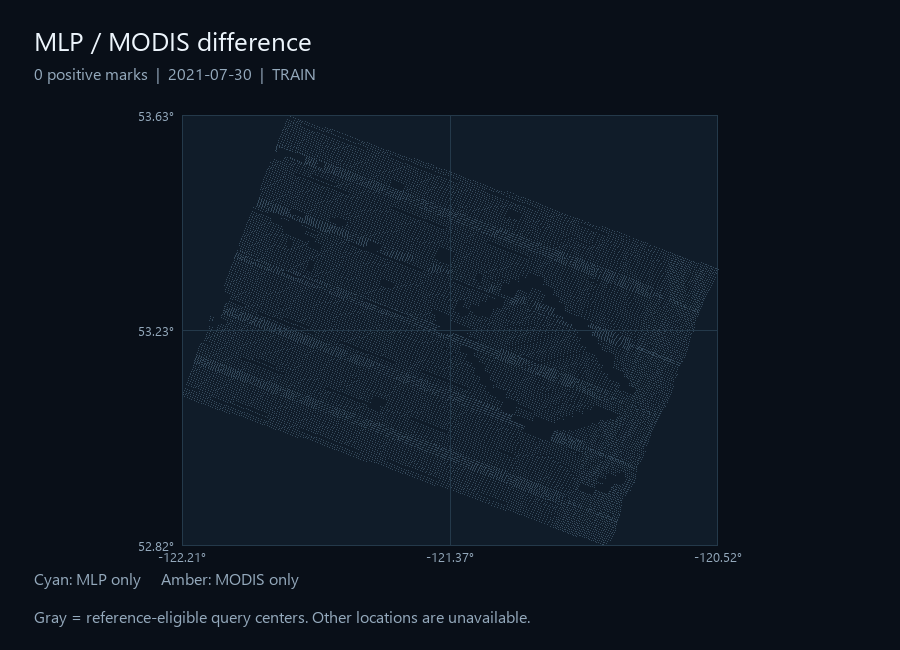 MLP / MODIS difference
0 positive marks | 2021-07-30 | TRAIN
53.63°
53.23°
52.82°
-122.21° -121.37° -120.52°
Cyan: MLP only Amber: MODIS only
Gray = reference-eligible query centers. Other locations are unavailable.